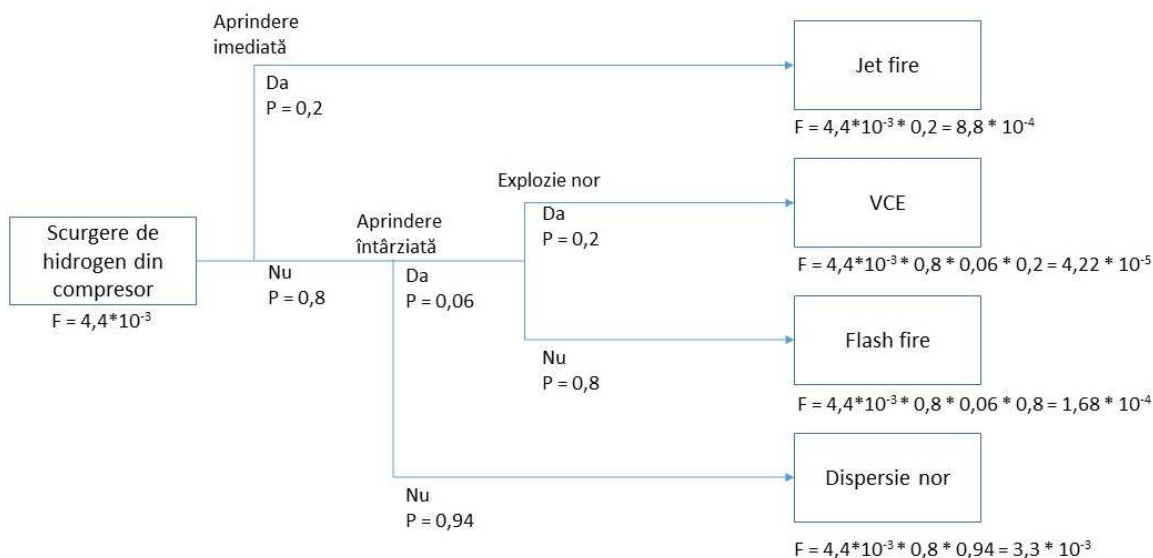 Aprindere
imediată
Da
P = 0,2
Jet fire
F = 4,4*10⁻³ * 0,2 = 8,8 * 10⁻⁴
Explozie nor
Da
P = 0,2
VCE
F = 4,4*10⁻³ * 0,8 * 0,06 * 0,2 = 4,22 * 10⁻⁵
Scurgere de
hidrogen din
compresor
F = 4,4*10⁻³
Nu
P = 0,8
Aprindere
întârziată
Da
P = 0,06
Nu
P = 0,8
Flash fire
F = 4,4*10⁻³ * 0,8 * 0,06 * 0,8 = 1,68 * 10⁻⁴
Nu
P = 0,94
Dispersie nor
F = 4,4*10⁻³ * 0,8 * 0,94 = 3,3 * 10⁻³